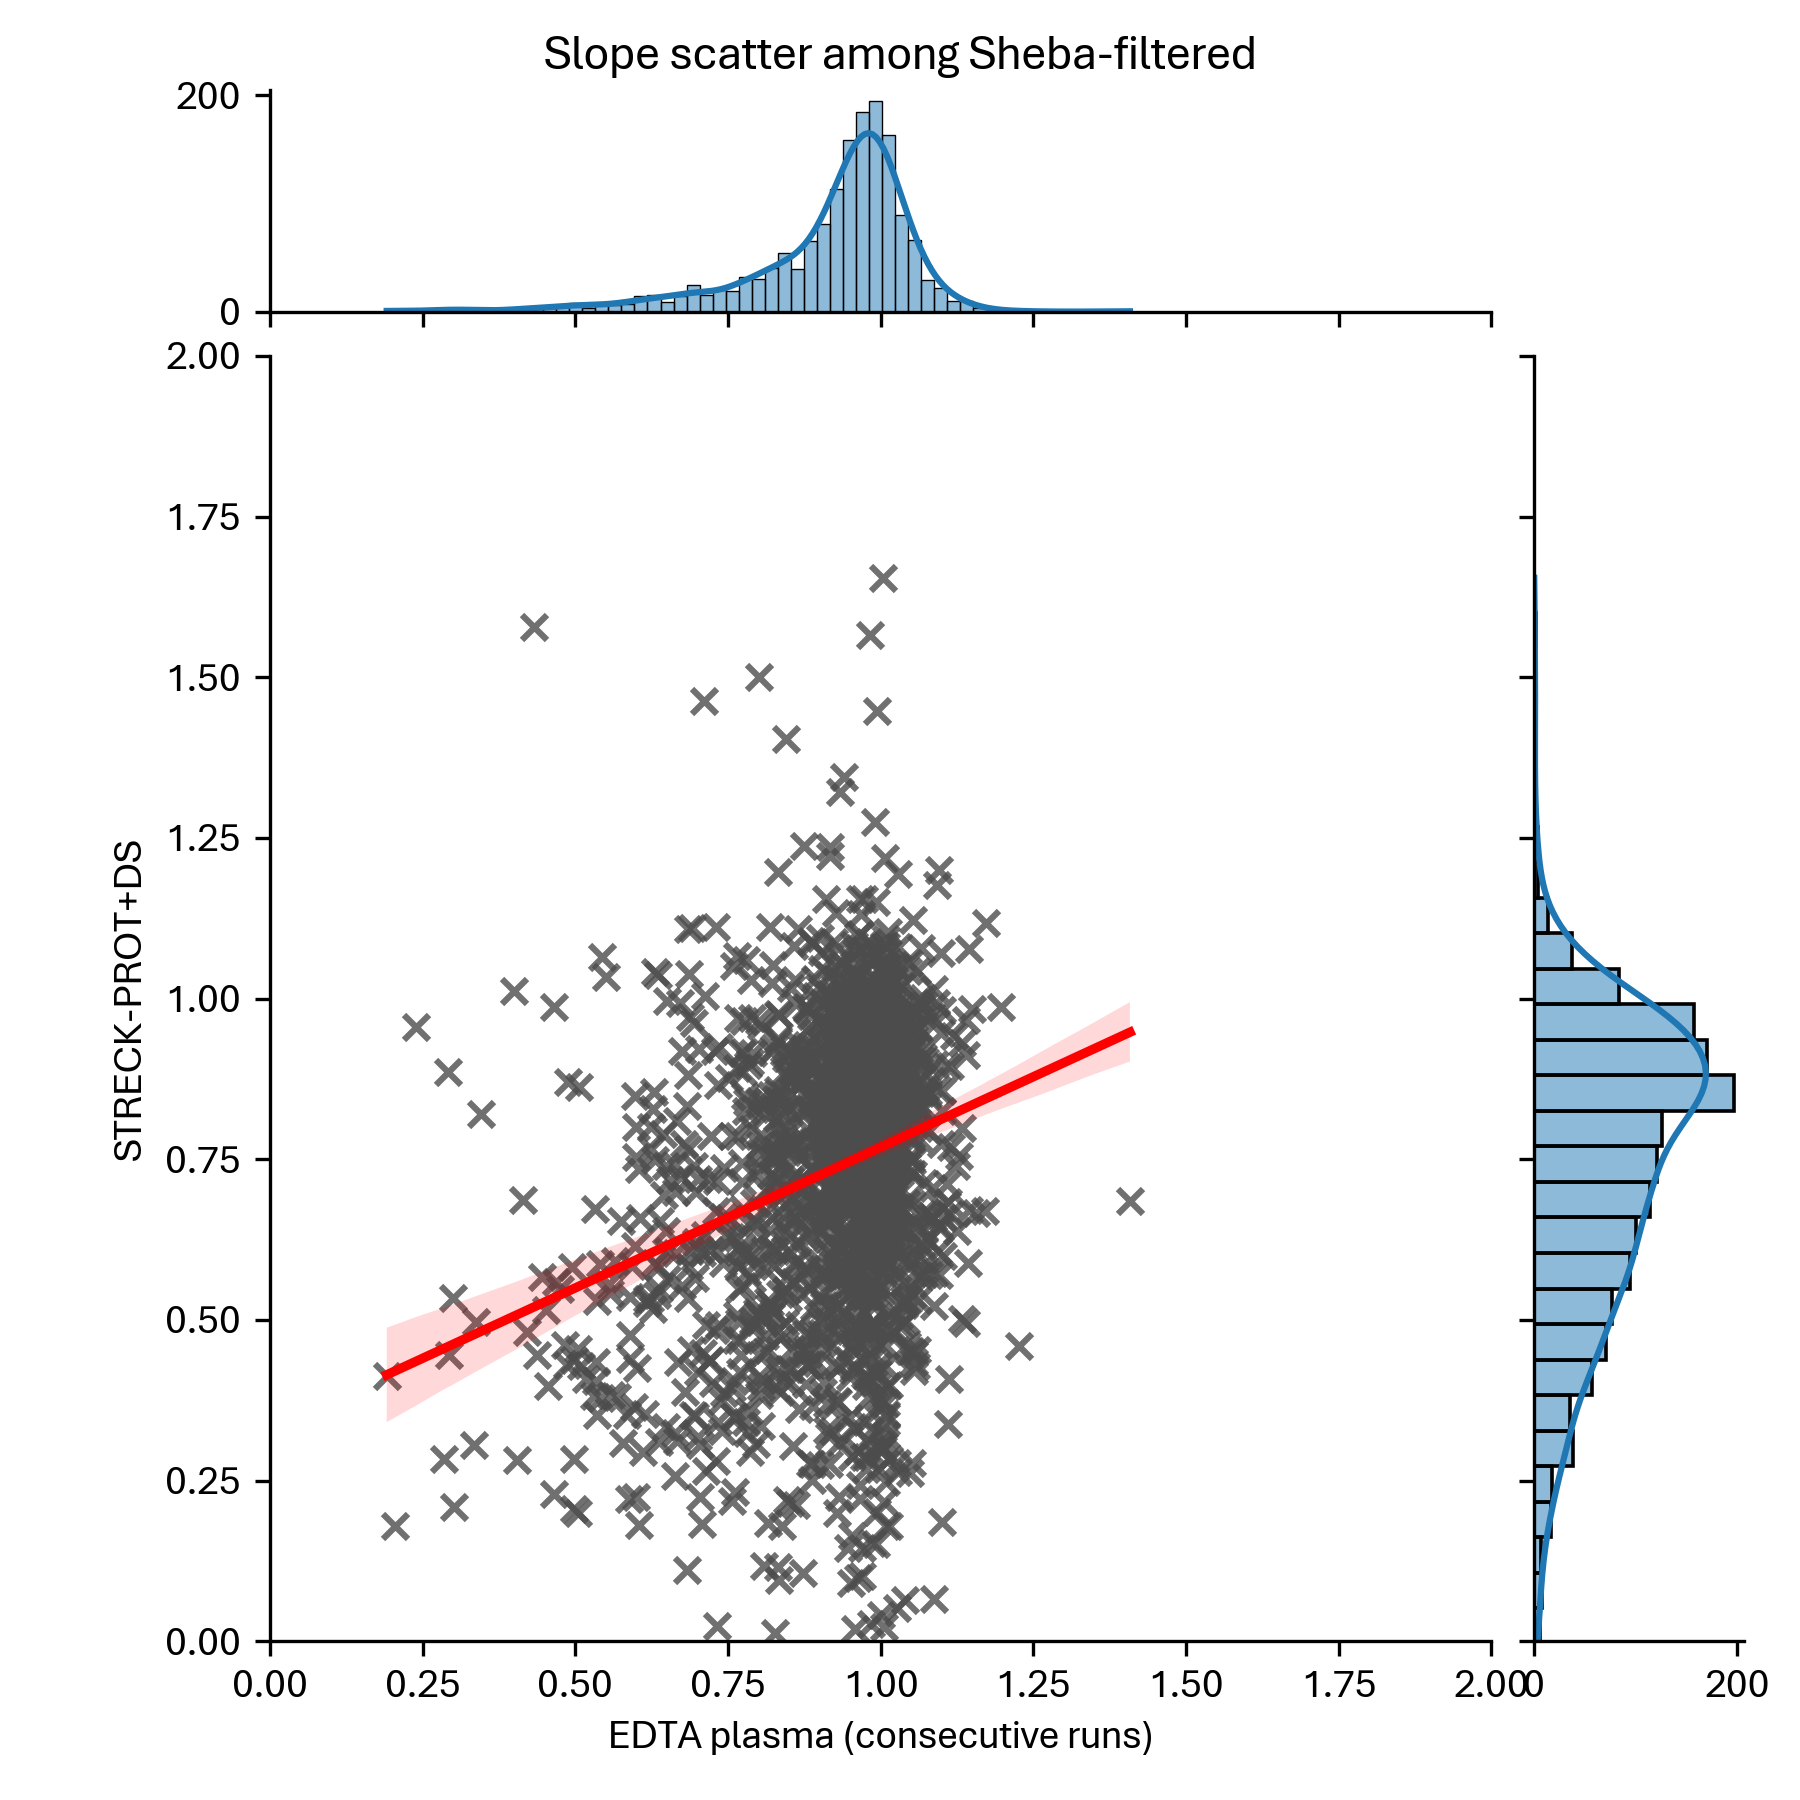 Slope scatter among Sheba-filtered
200
0
2.00
1.75
1.50
1.25
1.00
0.75
0.50
0.25
0.00
STRECK-PROT+DS
0.00 0.25 0.50 0.75 1.00 1.25 1.50 1.75 2.00 0 200
EDTA plasma (consecutive runs)